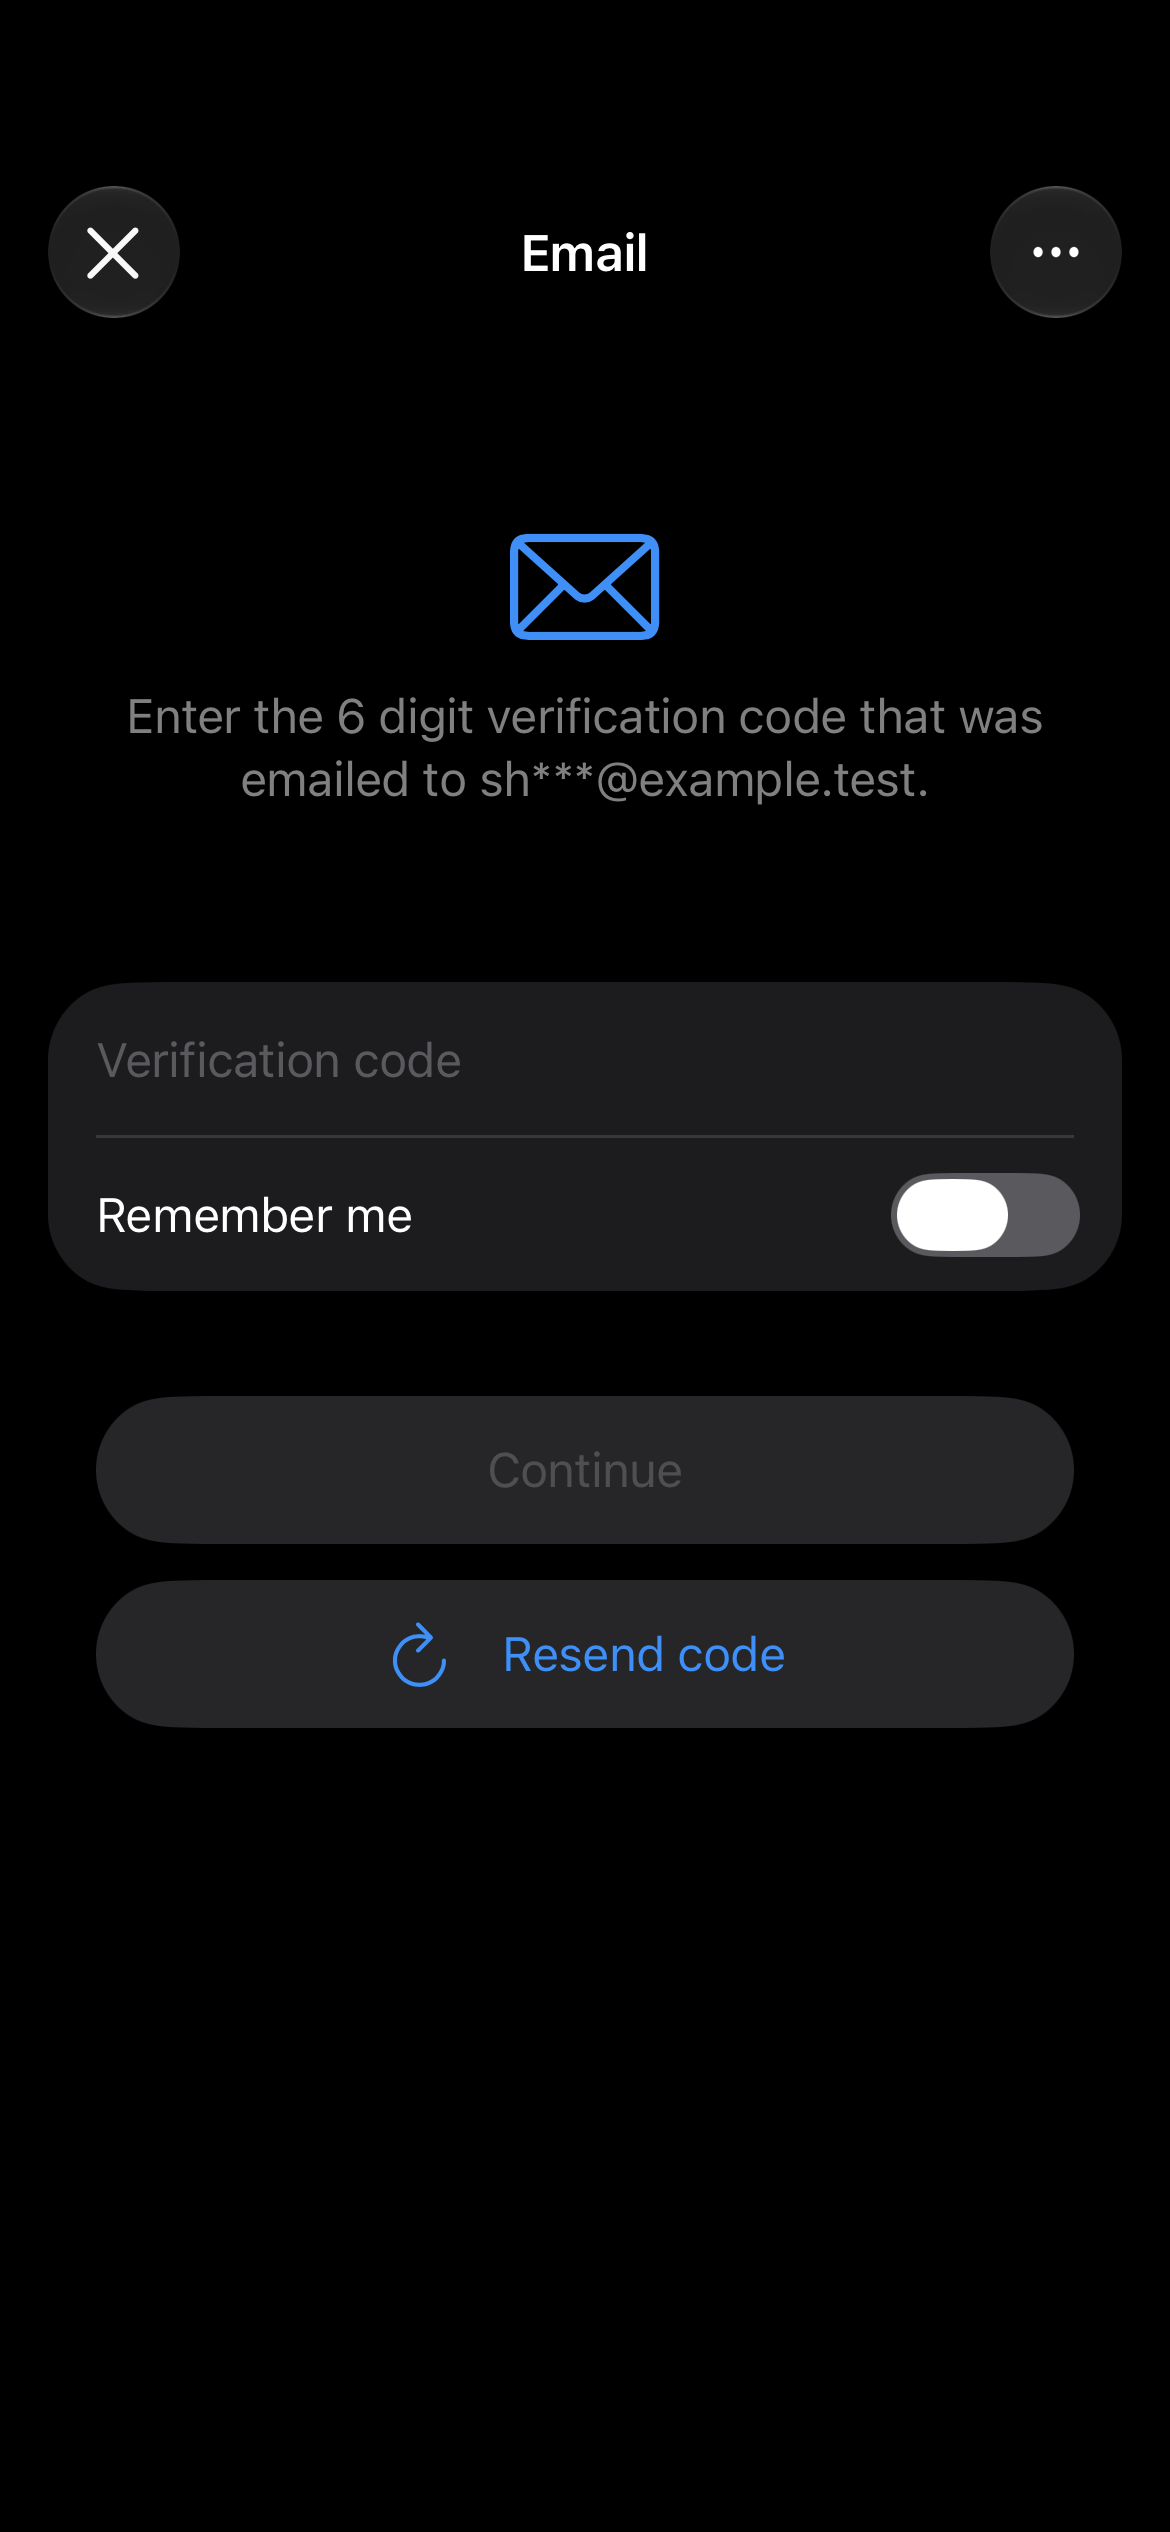 Email
Enter the 6 digit verification code that was
emailed to sh***@example.test.
Verification code
Remember me
Continue
Resend code